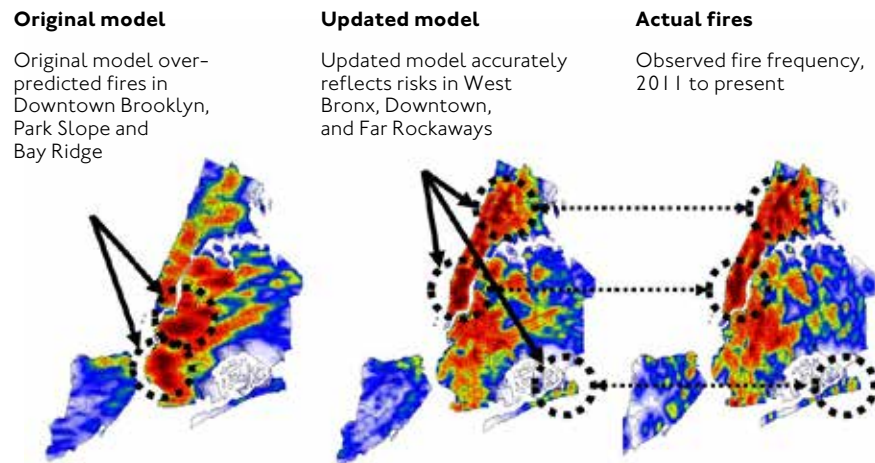 Original model
Original model over-
predicted fires in
Downtown Brooklyn,
Park Slope and
Bay Ridge
Updated model
Updated model accurately
reflects risks in West
Bronx, Downtown,
and Far Rockaways
Actual fires
Observed fire frequency,
2011 to present